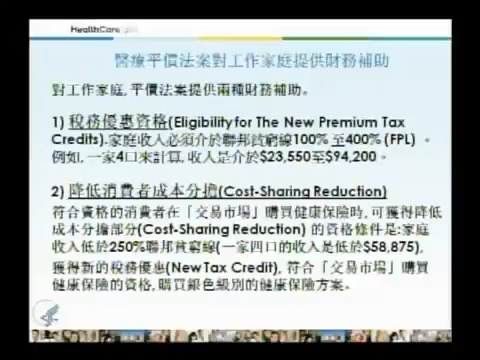 HealthCare.gov
醫療平價法案對工作家庭提供財務補助
對工作家庭, 平價法案提供兩種財務補助。
1) 稅務優惠資格(Eligibility for The New Premium Tax
Credits).家庭收入必須介於聯邦貧窮線100% 至400% (FPL) 。
例如, 一家4口來計算, 收入是介於$23,550至$94,200。
2) 降低消費者成本分擔(Cost-Sharing Reduction)
符合資格的消費者在「交易市場」購買健康保險時, 可獲得降低
成本分擔部分(Cost-Sharing Reduction) 的資格條件是:家庭
收入低於250%聯邦貧窮線(一家四口的收入是低於$58,875),
獲得新的稅務優惠(New Tax Credit), 符合「交易市場」購買
健康保險的資格, 購買銀色級別的健康保險方案。